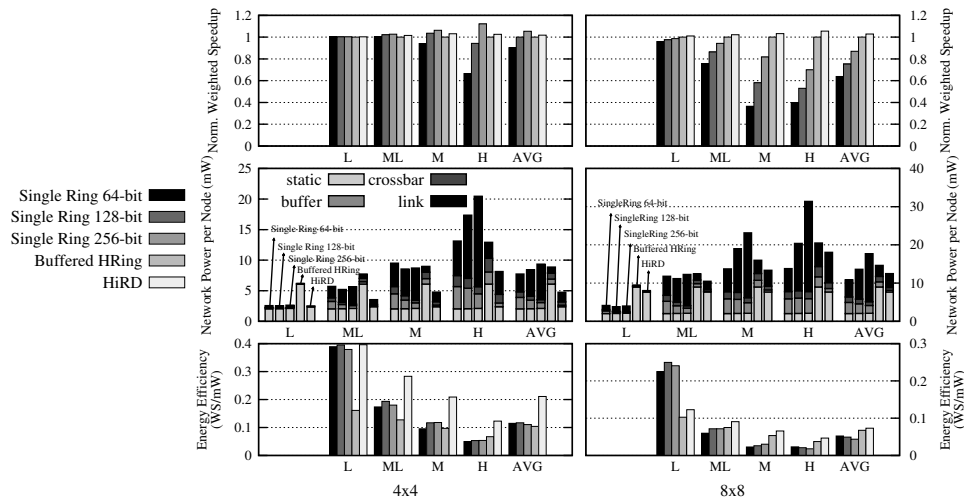 Single Ring 64-bit
Single Ring 128-bit
Single Ring 256-bit
Buffered HRing
HiRD
Norm. Weighted Speedup
1.2
1
0.8
0.6
0.4
0.2
0
L ML M H AVG
L ML M H AVG
1.2
1
0.8
0.6
0.4
0.2
0
Norm. Weighted Speedup
Network Power per Node (mW)
25
20
15
10
5
0
static crossbar
buffer link
Single Ring 64-bit
Single Ring 128-bit
Single Ring 256-bit
Buffered HRing
HiRD
L ML M H AVG
SingleRing 64-bit
SingleRing 128-bit
SingleRing 256-bit
Buffered HRing
HiRD
L ML M H AVG
40
30
20
10
0
Network Power per Node (mW)
Energy Efficiency
(WS/mW)
0.4
0.3
0.2
0.1
0
L ML M H AVG
4x4
L ML M H AVG
8x8
0.3
0.2
0.1
0
Energy Efficiency
(WS/mW)